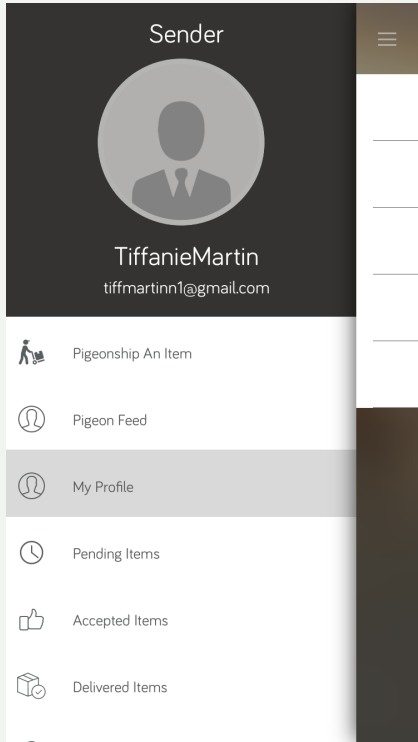 Sender
TiffanieMartin
tiffmartinn1@gmail.com
Pigeonship An Item
Pigeon Feed
My Profile
Pending Items
Accepted Items
Delivered Items